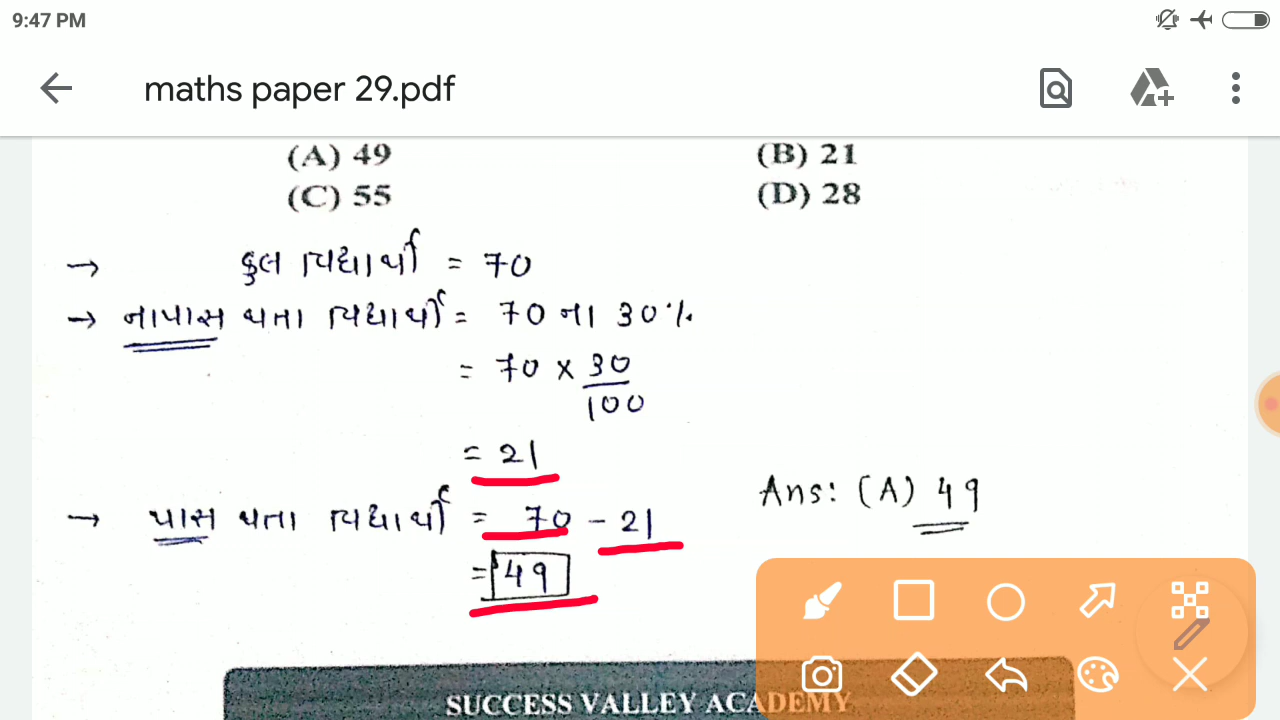 9:47 PM
maths paper 29.pdf
(A) 49 (B) 21
(C) 55 (D) 28
→ કુલ વિદ્યાર્થી = 70
→ નાપાસ થતા વિદ્યાર્થી = 70 ના 30%
= 70 × 30/100
= 21
→ પાસ થતા વિદ્યાર્થી = 70 - 21
= 49
Ans: (A) 49
SUCCESS VALLEY ACADEMY